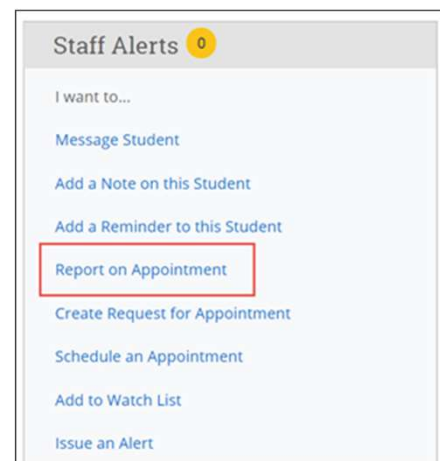 Staff Alerts 0
I want to...
Message Student
Add a Note on this Student
Add a Reminder to this Student
Report on Appointment
Create Request for Appointment
Schedule an Appointment
Add to Watch List
Issue an Alert